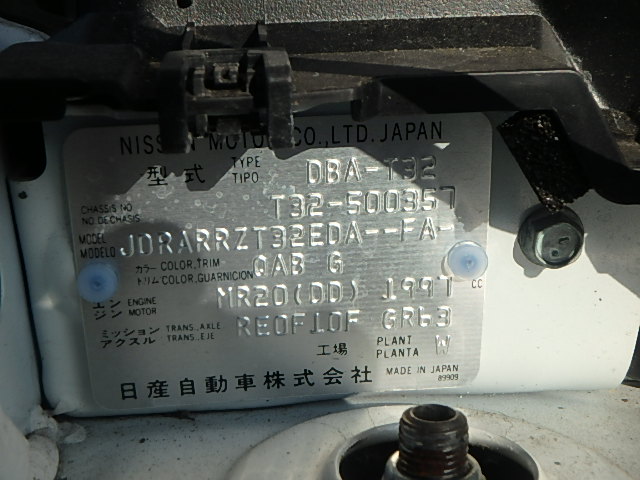 NISSAN MOTOR CO., LTD. JAPAN
型式 TYPE TIPO DBA-T32
CHASSIS NO. NO. DE CHASIS T32-500357
MODEL MODELO JDRARRZT32EDA--FA-
カラー COLOR,TRIM トリム COLOR,GUARNICION QAB G
エンジン ENGINE MOTOR MR20(DD) 1997 cc
ミッション TRANS.,AXLE アクスル TRANS.,EJE RE0F10F GR63
工場 PLANT PLANTA W
日産自動車株式会社 MADE IN JAPAN
89909